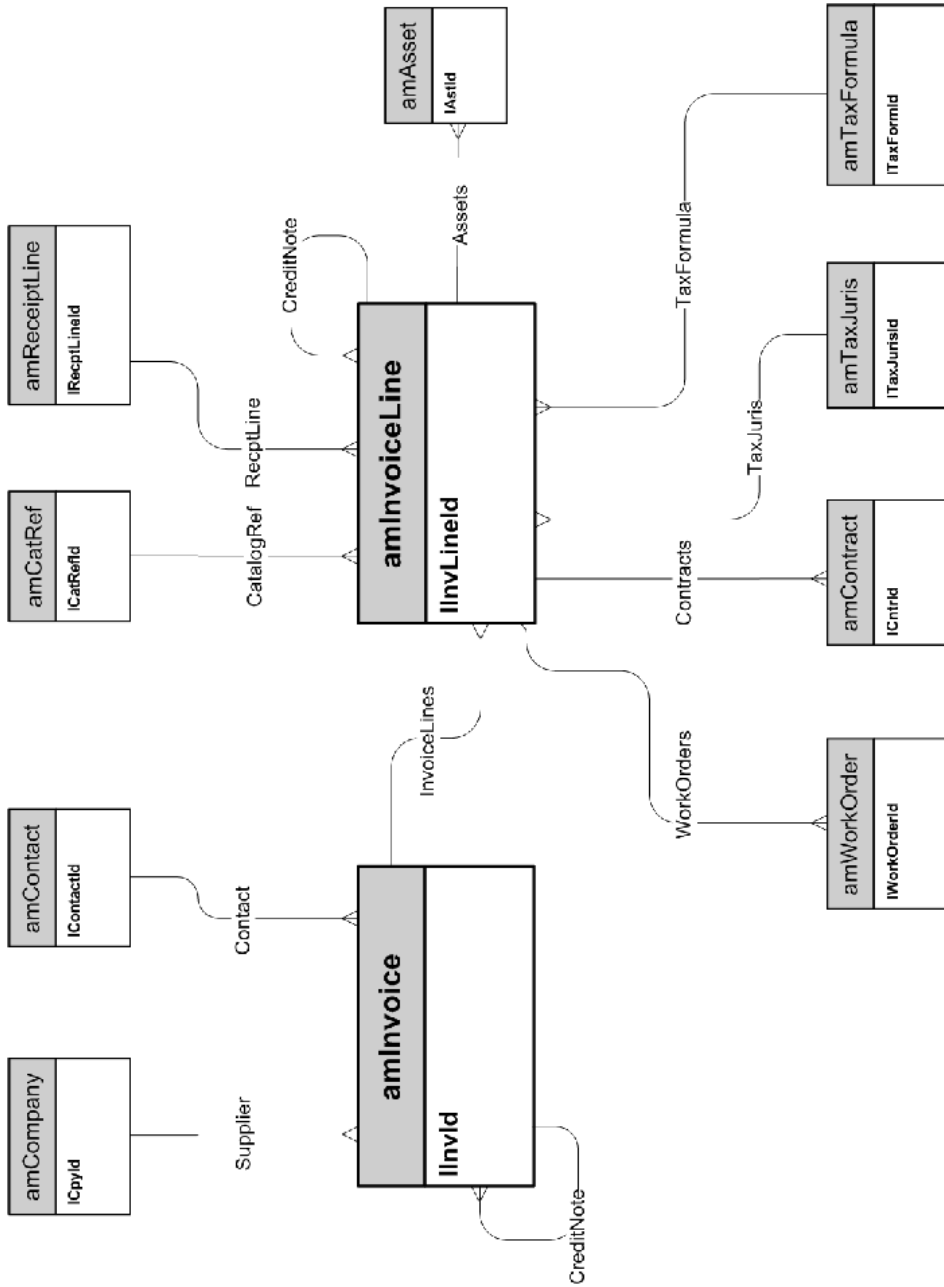 amCompany
lCpyId
amContact
lContactId
amCatRef
lCatRefId
amReceiptLine
lRecptLineId
Supplier
Contact
CatalogRef
RecptLine
CreditNote
amInvoice
lInvId
InvoiceLines
amInvoiceLine
lInvLineId
Assets
amAsset
lAstId
CreditNote
WorkOrders
Contracts
TaxJuris
TaxFormula
amWorkOrder
lWorkOrderId
amContract
lCntrId
amTaxJuris
lTaxJurisId
amTaxFormula
lTaxFormId